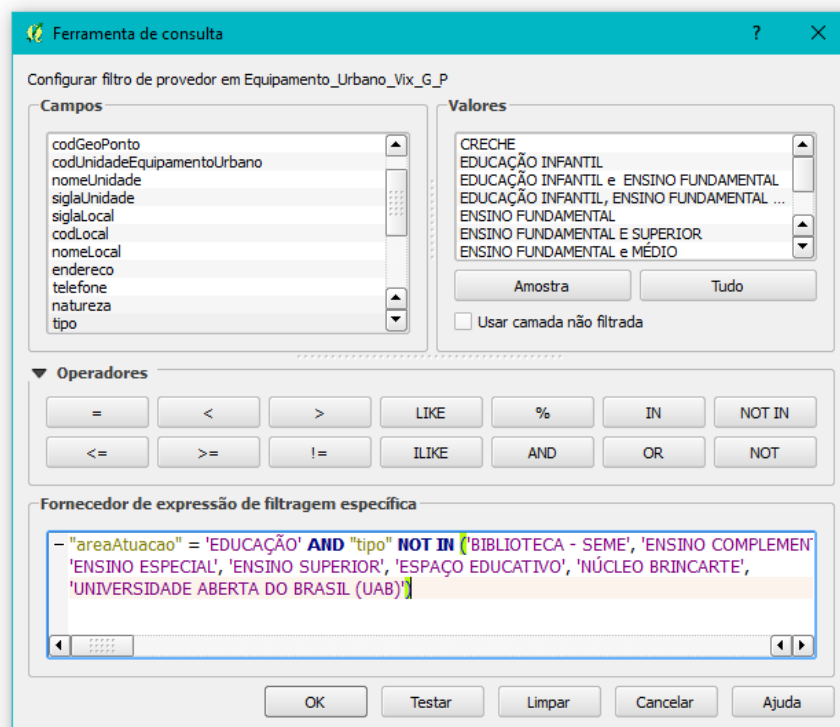 Ferramenta de consulta
?
Configurar filtro de provedor em Equipamento_Urbano_Vix_G_P
Campos
codGeoPonto
codUnidadeEquipamentoUrbano
nomeUnidade
siglaUnidade
siglaLocal
codLocal
nomeLocal
endereco
telefone
natureza
tipo
Valores
CRECHE
EDUCAÇÃO INFANTIL
EDUCAÇÃO INFANTIL e ENSINO FUNDAMENTAL
EDUCAÇÃO INFANTIL, ENSINO FUNDAMENTAL ...
ENSINO FUNDAMENTAL
ENSINO FUNDAMENTAL E SUPERIOR
ENSINO FUNDAMENTAL e MÉDIO
Amostra Tudo
Usar camada não filtrada
Operadores
= < > LIKE % IN NOT IN
<= >= != ILIKE AND OR NOT
Fornecedor de expressão de filtragem específica
"areaAtuacao" = 'EDUCAÇÃO' AND "tipo" NOT IN ('BIBLIOTECA - SEME', 'ENSINO COMPLEMENT
'ENSINO ESPECIAL', 'ENSINO SUPERIOR', 'ESPAÇO EDUCATIVO', 'NÚCLEO BRINCARTE',
'UNIVERSIDADE ABERTA DO BRASIL (UAB)')
OK Testar Limpar Cancelar Ajuda